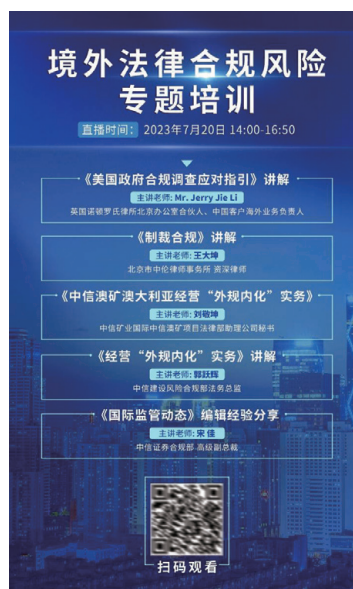 境外法律合规风险
专题培训
直播时间： 2023年7月20日 14:00-16:50
《美国政府合规调查应对指引》讲解
主讲老师: Mr. Jerry Jie Li
英国诺顿罗氏律所北京办公室合伙人、中国客户海外业务负责人
《制裁合规》讲解
主讲老师: 王大坤
北京市中伦律师事务所 资深律师
《中信澳矿澳大利亚经营“外规内化”实务》
主讲老师: 刘敬坤
中信矿业国际中信澳矿项目法律部助理公司秘书
《经营“外规内化”实务》讲解
主讲老师: 郭跃辉
中信建设风险合规部法务总监
《国际监管动态》编辑经验分享
主讲老师: 宋佳
中信证券合规部 高级副总裁
扫码观看